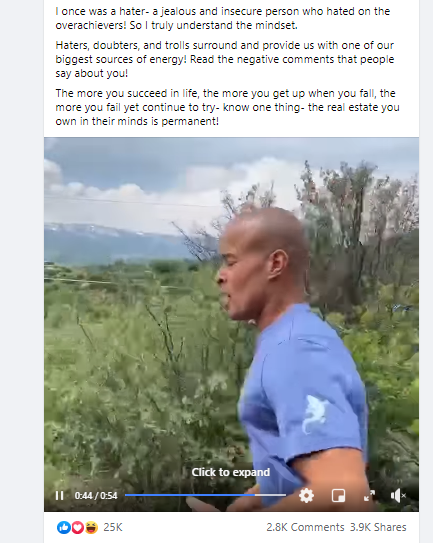 I once was a hater- a jealous and insecure person who hated on the
overachievers! So I truly understand the mindset.
Haters, doubters, and trolls surround and provide us with one of our
biggest sources of energy! Read the negative comments that people
say about you!
The more you succeed in life, the more you get up when you fall, the
more you fail yet continue to try- know one thing- the real estate you
own in their minds is permanent!
Click to expand
0:44 / 0:54
25K
2.8K Comments 3.9K Shares